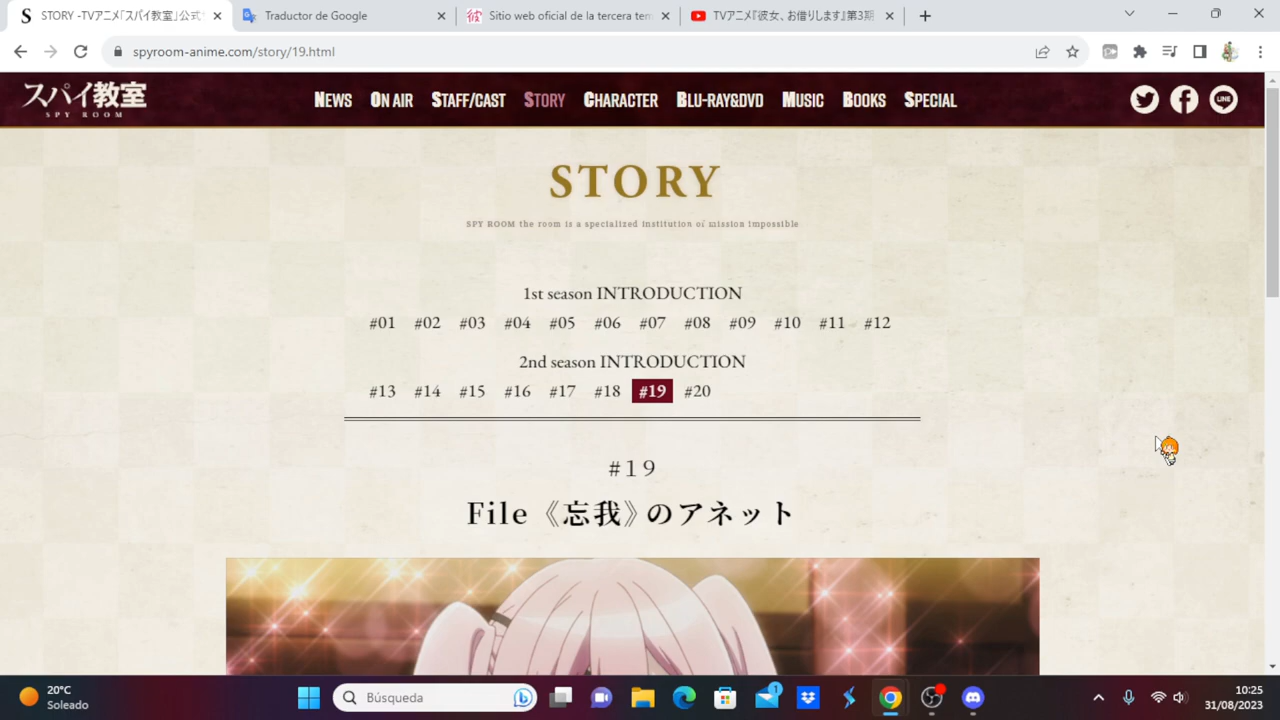 STORY -TVアニメ「スパイ教室」公式
Traductor de Google
Sitio web oficial de la tercera tem
TVアニメ『彼女、お借りします』第3期
spyroom-anime.com/story/19.html
スパイ教室
SPY ROOM
NEWS ON AIR STAFF/CAST STORY CHARACTER BLU-RAY&DVD MUSIC BOOKS SPECIAL
LINE
STORY
SPY ROOM the room is a specialized institution of mission impossible
1st season INTRODUCTION
#01 #02 #03 #04 #05 #06 #07 #08 #09 #10 #11 #12
2nd season INTRODUCTION
#13 #14 #15 #16 #17 #18 #19 #20
#19
File《忘我》のアネット
20°C
Soleado
Búsqueda
1
10:25
31/08/2023